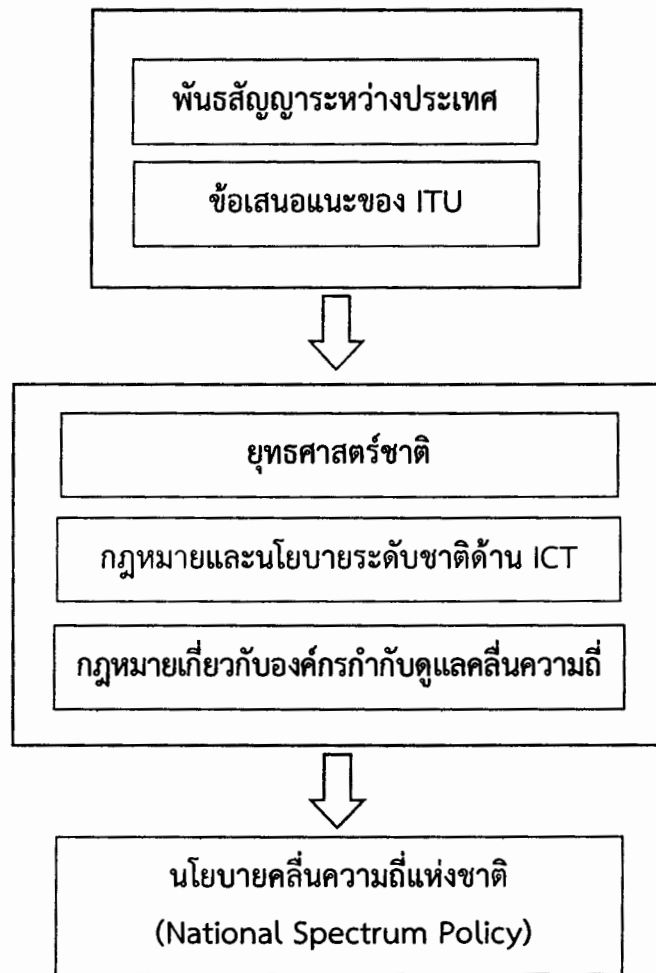 พันธสัญญาระหว่างประเทศ
ข้อเสนอแนะของ ITU
ยุทธศาสตร์ชาติ
กฎหมายและนโยบายระดับชาติด้าน ICT
กฎหมายเกี่ยวกับองค์กรกำกับดูแลคลื่นความถี่
นโยบายคลื่นความถี่แห่งชาติ
(National Spectrum Policy)